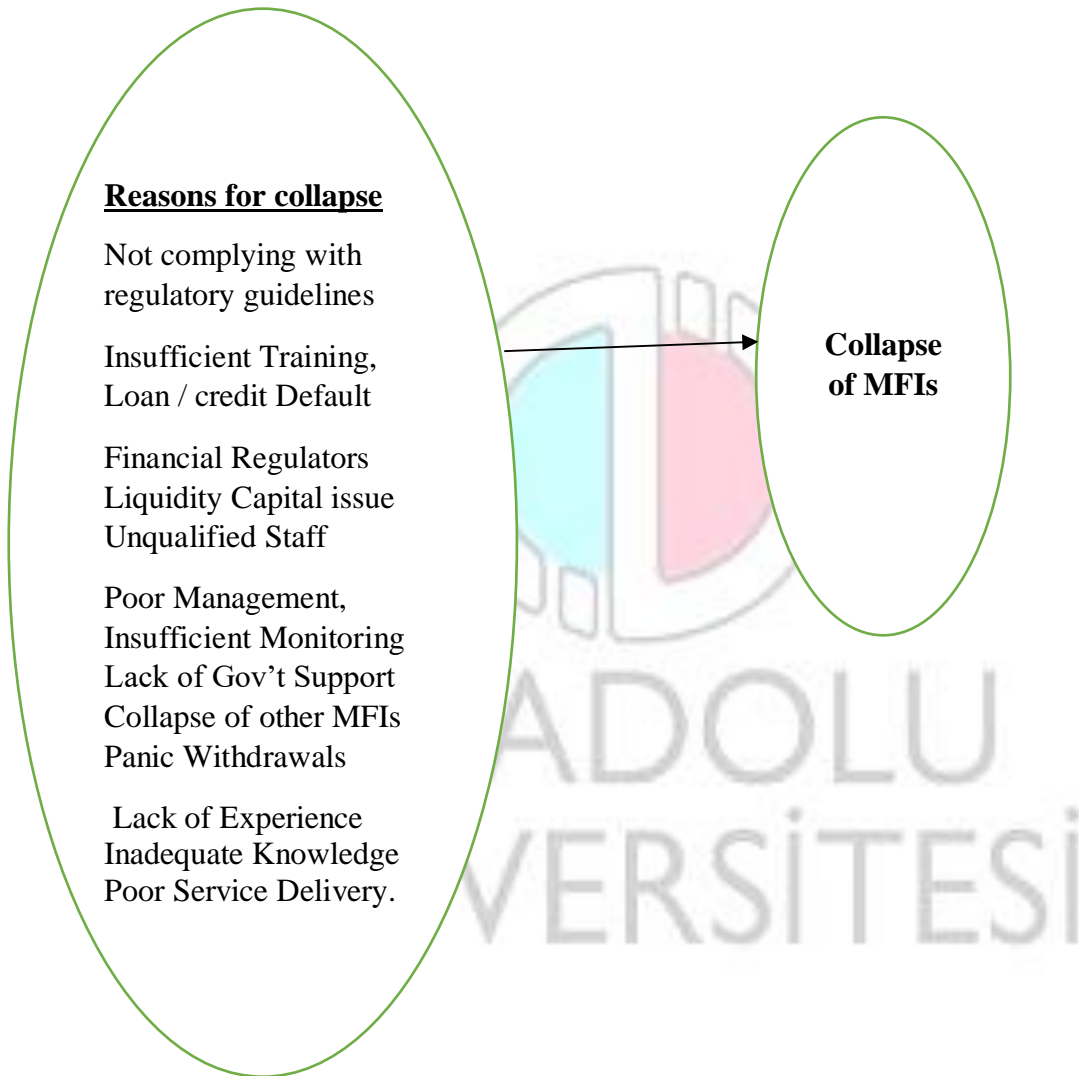 Reasons for collapse
Not complying with
regulatory guidelines
Insufficient Training,
Loan / credit Default
Financial Regulators
Liquidity Capital issue
Unqualified Staff
Poor Management,
Insufficient Monitoring
Lack of Gov’t Support
Collapse of other MFIs
Panic Withdrawals
Lack of Experience
Inadequate Knowledge
Poor Service Delivery.
Collapse
of MFIs
ADOLU
VERSİTESİ